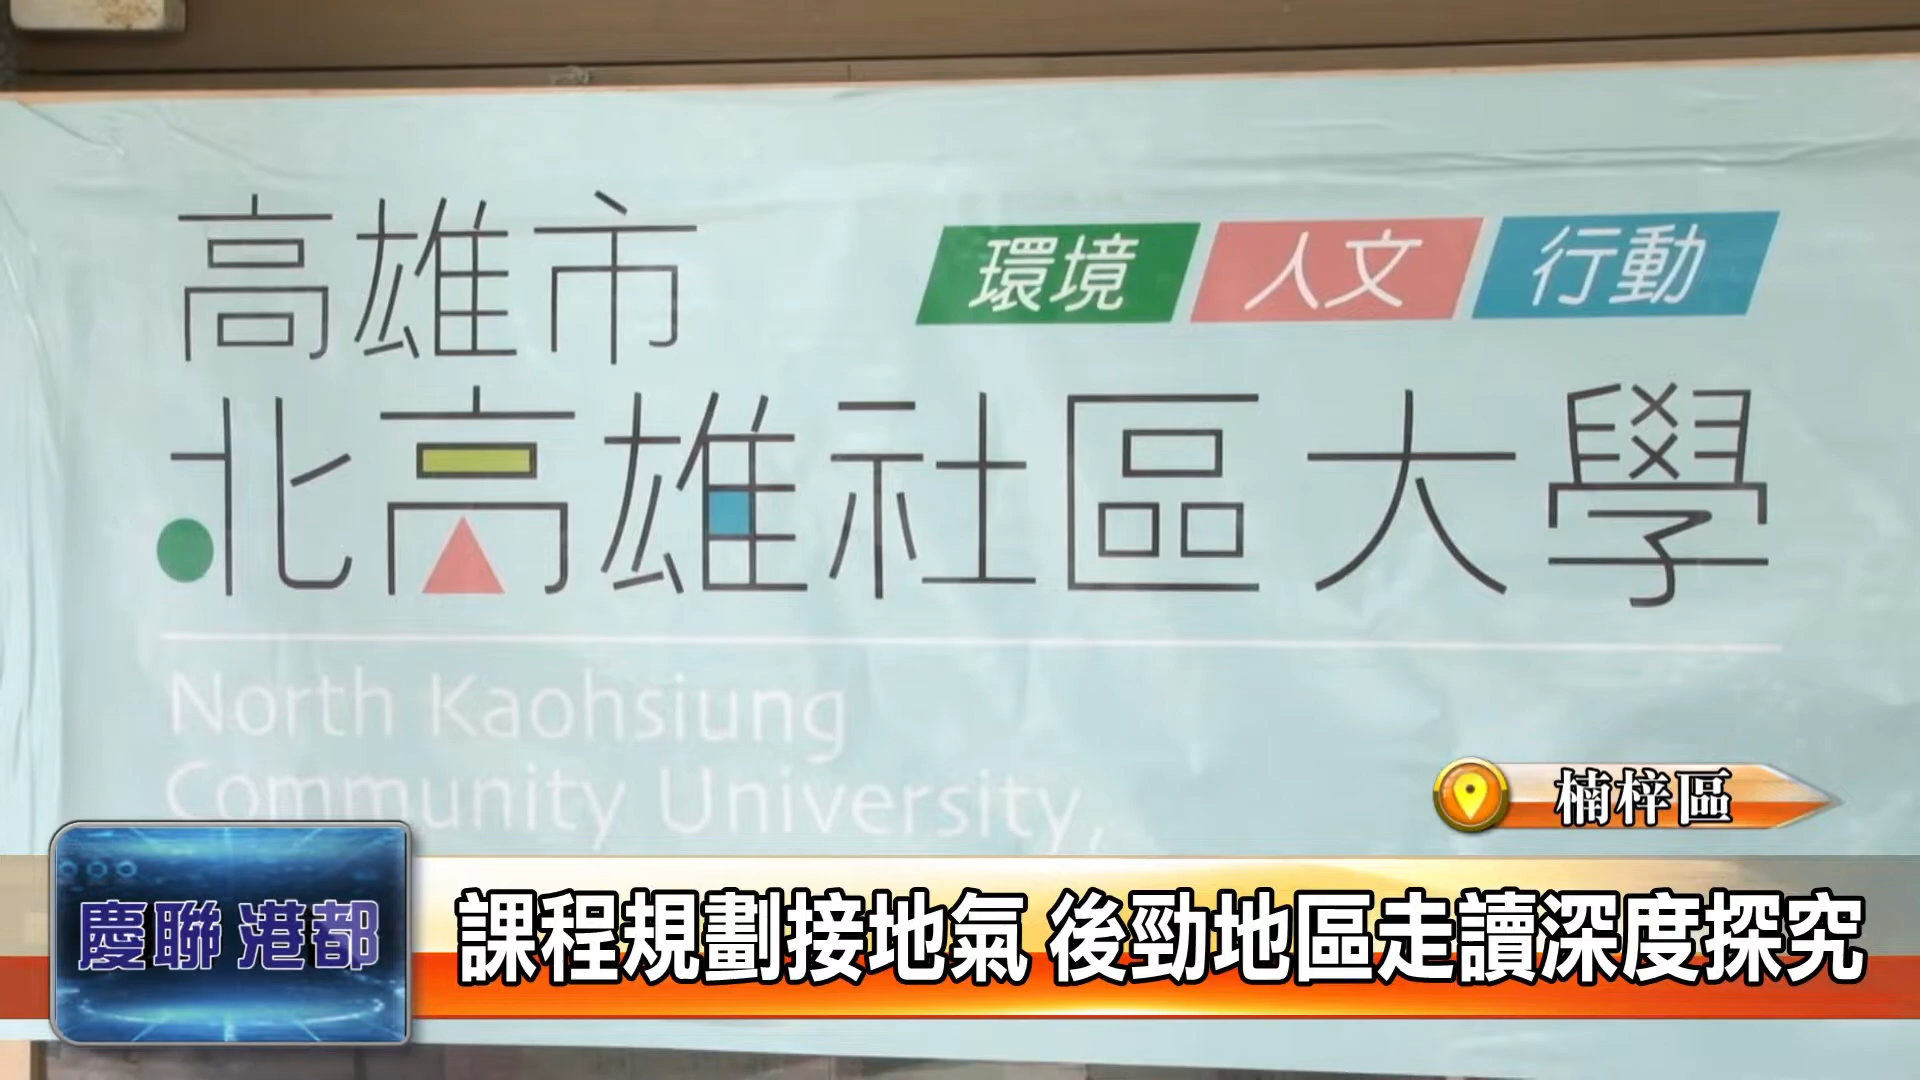 高雄市
環境 人文 行動
北高雄社區大學
North Kaohsiung
Community University,
楠梓區
慶聯港都
課程規劃接地氣 後勁地區走讀深度探究